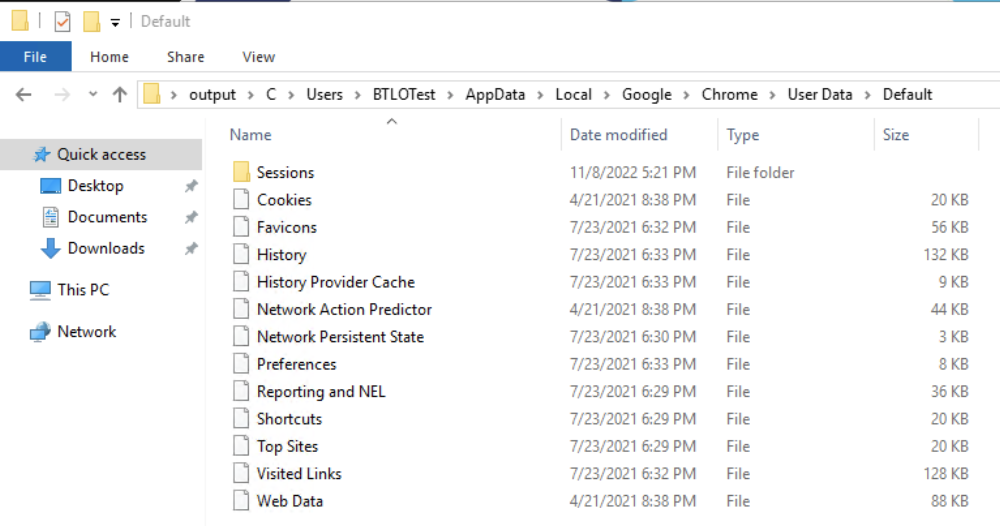 Default
File Home Share View
output C Users BTLOTest AppData Local Google Chrome User Data Default
Name Date modified Type Size
Quick access
Desktop
Documents
Downloads
This PC
Network
Sessions 11/8/2022 5:21 PM File folder
Cookies 4/21/2021 8:38 PM File 20 KB
Favicons 7/23/2021 6:32 PM File 56 KB
History 7/23/2021 6:33 PM File 132 KB
History Provider Cache 7/23/2021 6:33 PM File 9 KB
Network Action Predictor 4/21/2021 8:38 PM File 44 KB
Network Persistent State 7/23/2021 6:30 PM File 3 KB
Preferences 7/23/2021 6:33 PM File 8 KB
Reporting and NEL 7/23/2021 6:29 PM File 36 KB
Shortcuts 7/23/2021 6:29 PM File 20 KB
Top Sites 7/23/2021 6:29 PM File 20 KB
Visited Links 7/23/2021 6:32 PM File 128 KB
Web Data 4/21/2021 8:38 PM File 88 KB